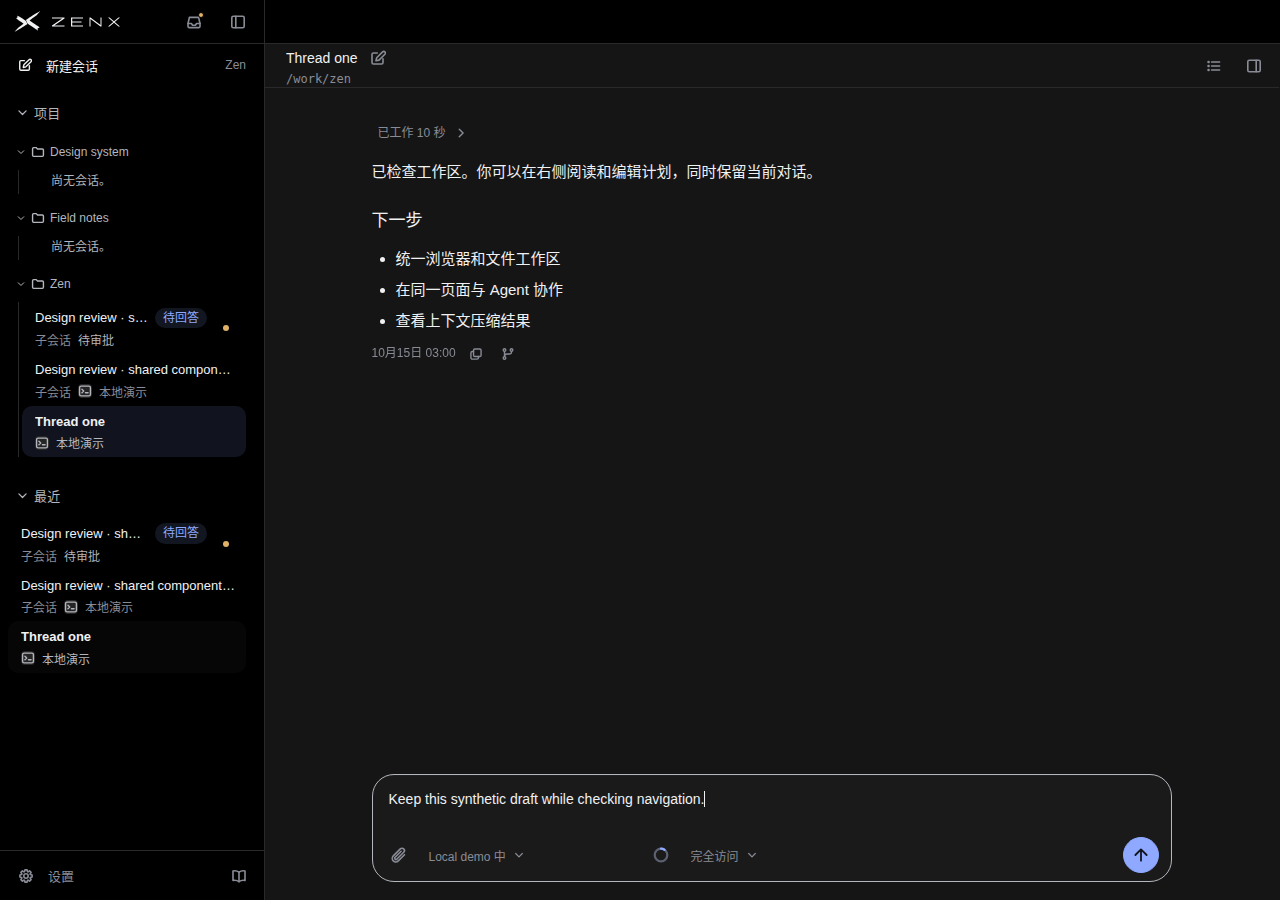 ZENX
新建会话 Zen
项目
Design system
尚无会话。
Field notes
尚无会话。
Zen
Design review · s… 待回答
子会话 待审批
Design review · shared compon…
子会话 本地演示
Thread one
本地演示
最近
Design review · sh… 待回答
子会话 待审批
Design review · shared component…
子会话 本地演示
Thread one
本地演示
设置
Thread one
/work/zen
已工作 10 秒
已检查工作区。你可以在右侧阅读和编辑计划，同时保留当前对话。
下一步
• 统一浏览器和文件工作区
• 在同一页面与 Agent 协作
• 查看上下文压缩结果
10月15日 03:00
Keep this synthetic draft while checking navigation.
Local demo 中 完全访问